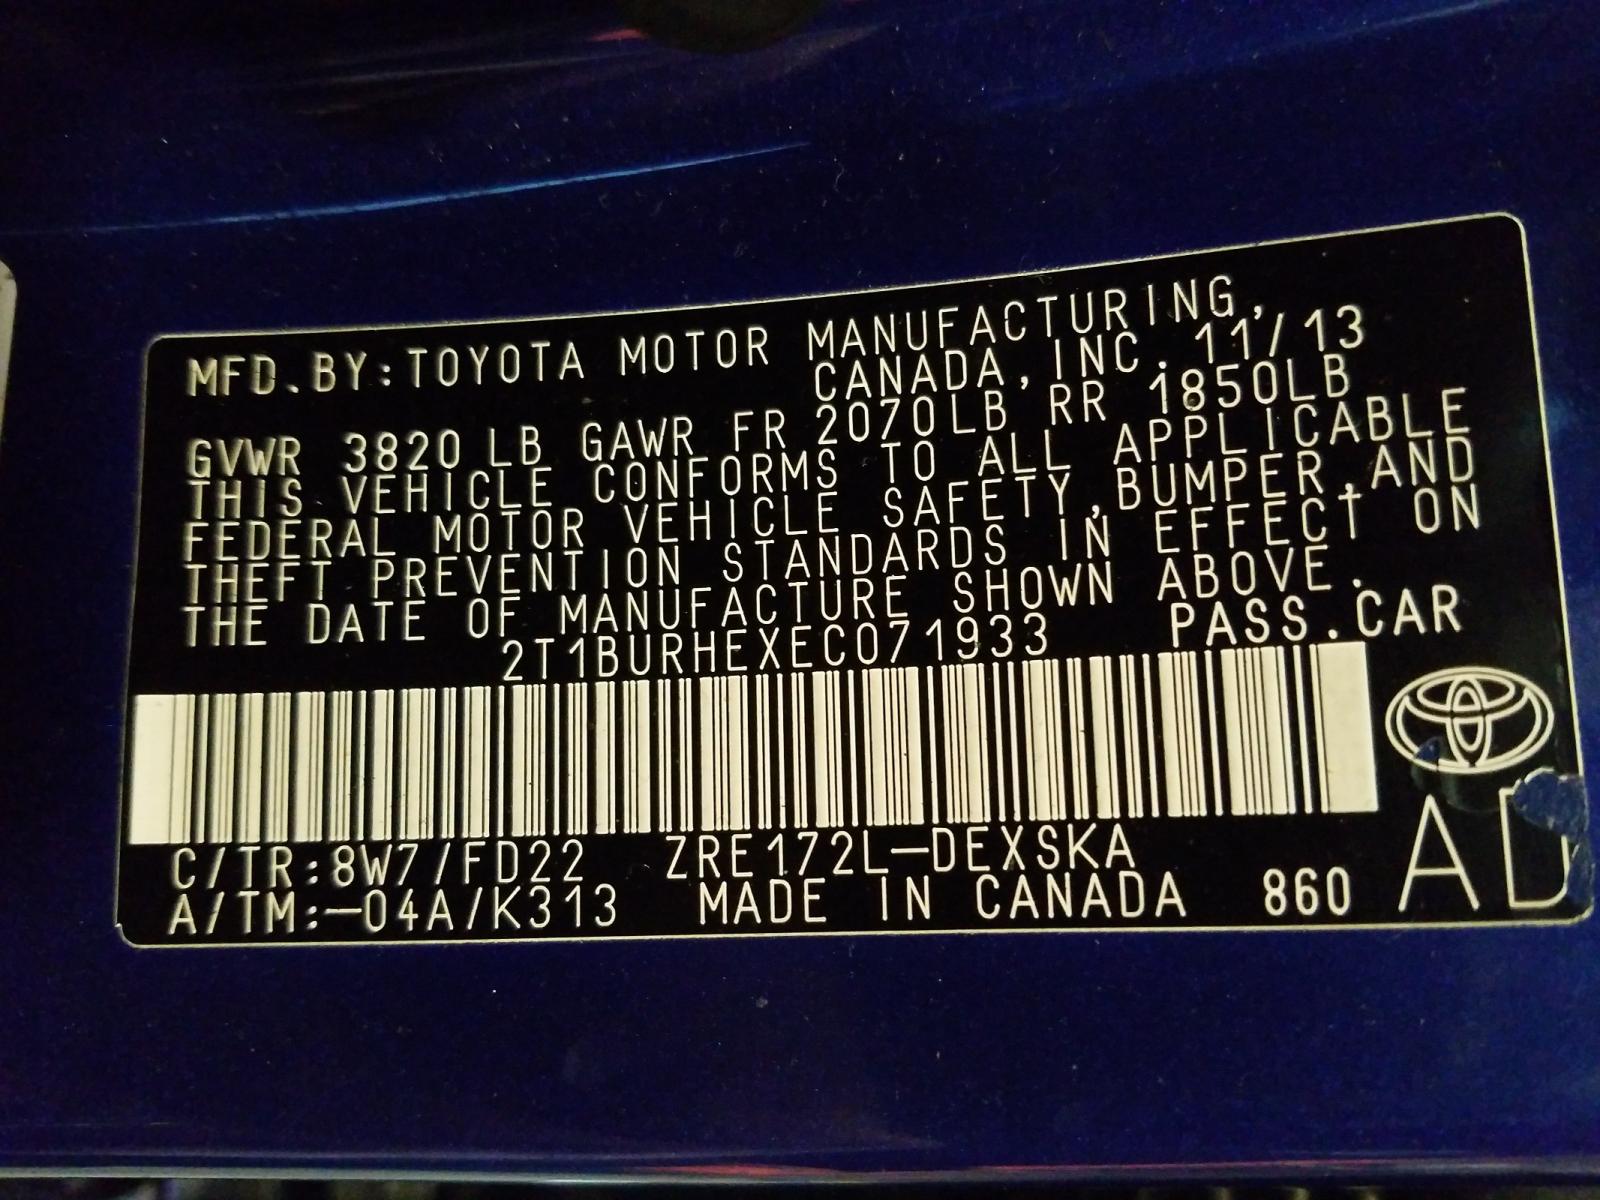 MFD.BY:TOYOTA MOTOR MANUFACTURING,
CANADA,INC. 11/13
GVWR 3820 LB GAWR FR 2070LB RR 1850LB
THIS VEHICLE CONFORMS TO ALL APPLICABLE
FEDERAL MOTOR VEHICLE SAFETY,BUMPER,AND
THEFT PREVENTION STANDARDS IN EFFECT ON
THE DATE OF MANUFACTURE SHOWN ABOVE.
2T1BURHEXEC071933 PASS.CAR
C/TR:8W7/FD22 ZRE172L-DEXSKA
A/TM:-04A/K313 MADE IN CANADA 860
AD